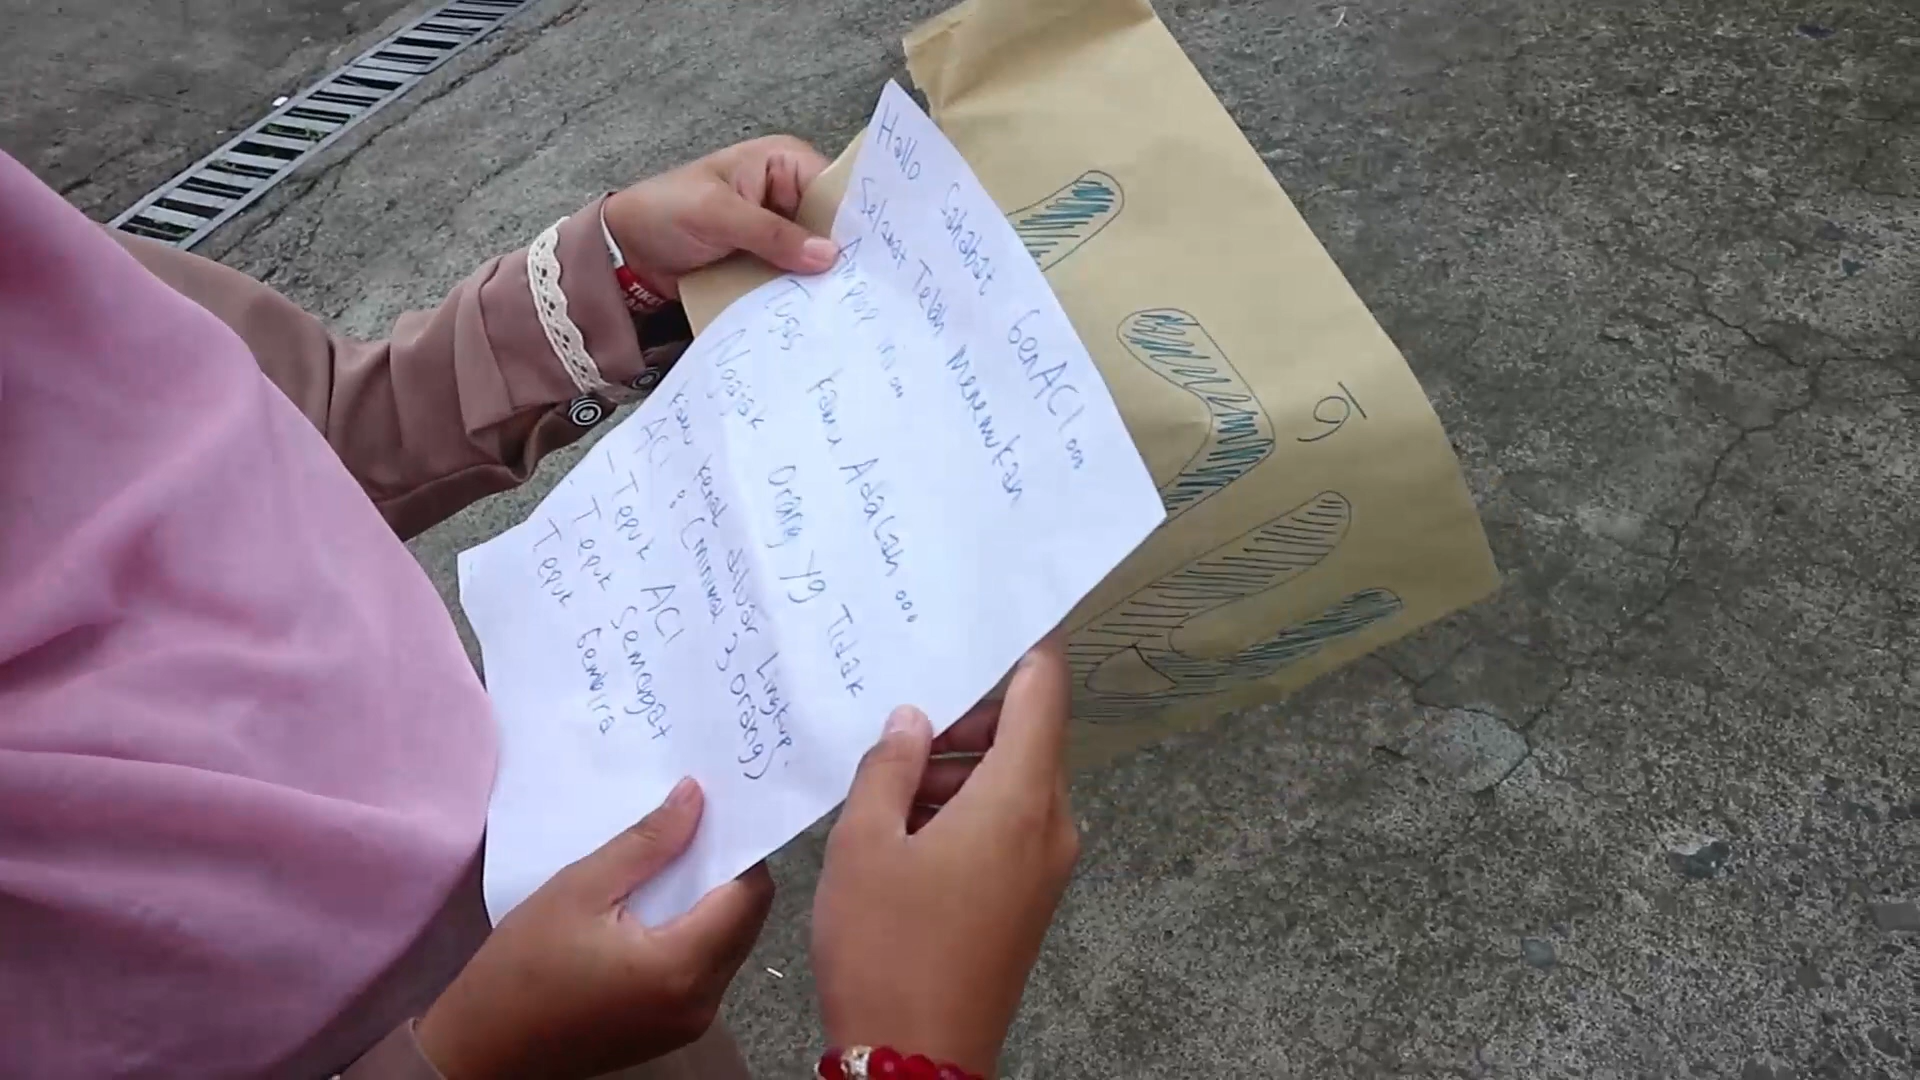 Hallo Sahabat GenACI ...
Selamat Telah Menemukan
Amplop ini ...
Tugas Kamu Adalah ...
Ngajak Orang yg Tidak
Kamu Kenal diluar Lingkup
ACI : (minimal 3 orang)
- Tepuk ACI
- Tepuk Semangat
- Tepuk Gembira
TIKET